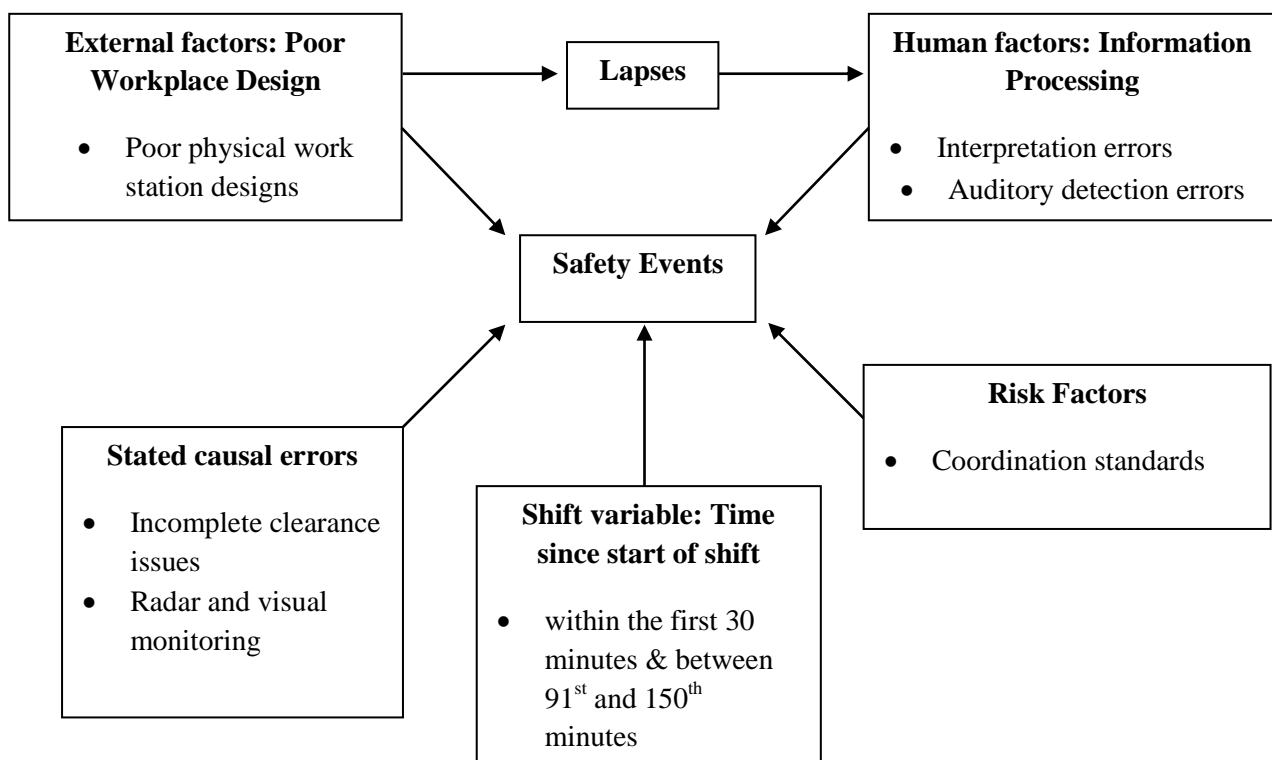 External factors: Poor
Workplace Design
• Poor physical work
station designs
Lapses
Human factors: Information
Processing
• Interpretation errors
• Auditory detection errors
Safety Events
Stated causal errors
• Incomplete clearance
issues
• Radar and visual
monitoring
Shift variable: Time
since start of shift
• within the first 30
minutes & between
91st and 150th
minutes
Risk Factors
• Coordination standards